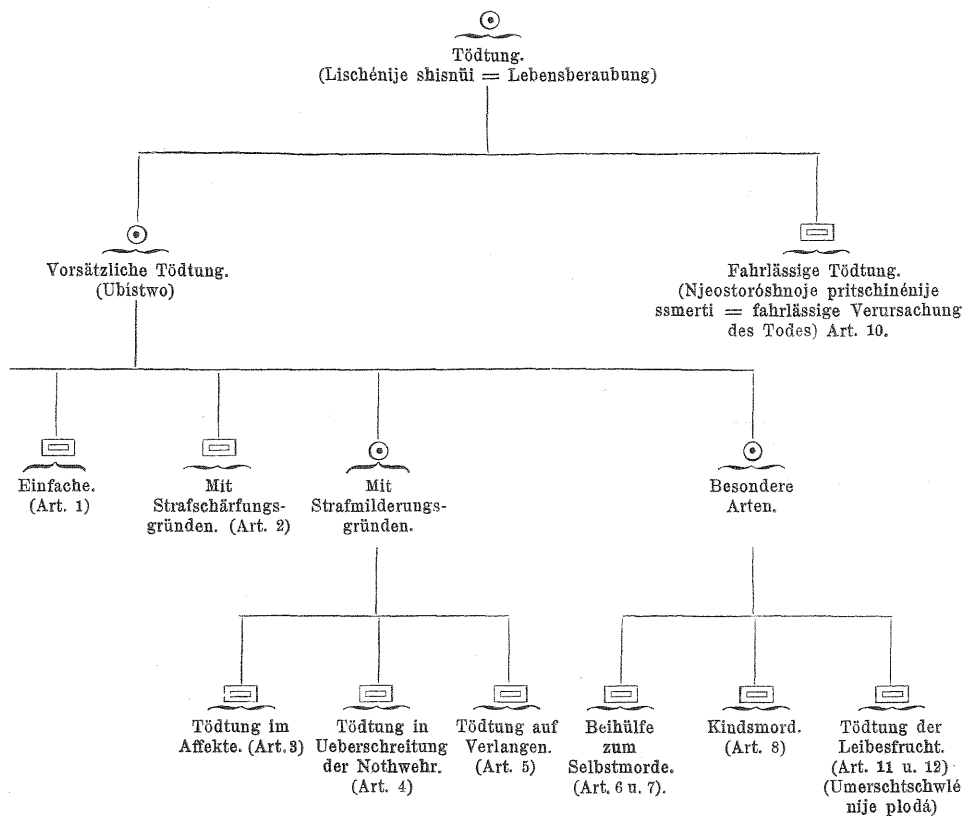 Tödtung.
(Lischénije shisnüi = Lebensberaubung)
Vorsätzliche Tödtung.
(Ubístwo)
Fahrlässige Tödtung.
(Njeostoróshnoje pritschinénije
ssmerti = fahrlässige Verursachung
des Todes) Art. 10.
Einfache.
(Art. 1)
Mit
Strafschärfungs-
gründen. (Art. 2)
Mit
Strafmilderungs-
gründen.
Besondere
Arten.
Tödtung im
Affekte. (Art. 3)
Tödtung in
Ueberschreitung
der Nothwehr.
(Art. 4)
Tödtung auf
Verlangen.
(Art. 5)
Beihülfe
zum
Selbstmorde.
(Art. 6 u. 7).
Kindsmord.
(Art. 8)
Tödtung der
Leibesfrucht.
(Art. 11 u. 12)
(Umerschtschwlé
nije plodá)